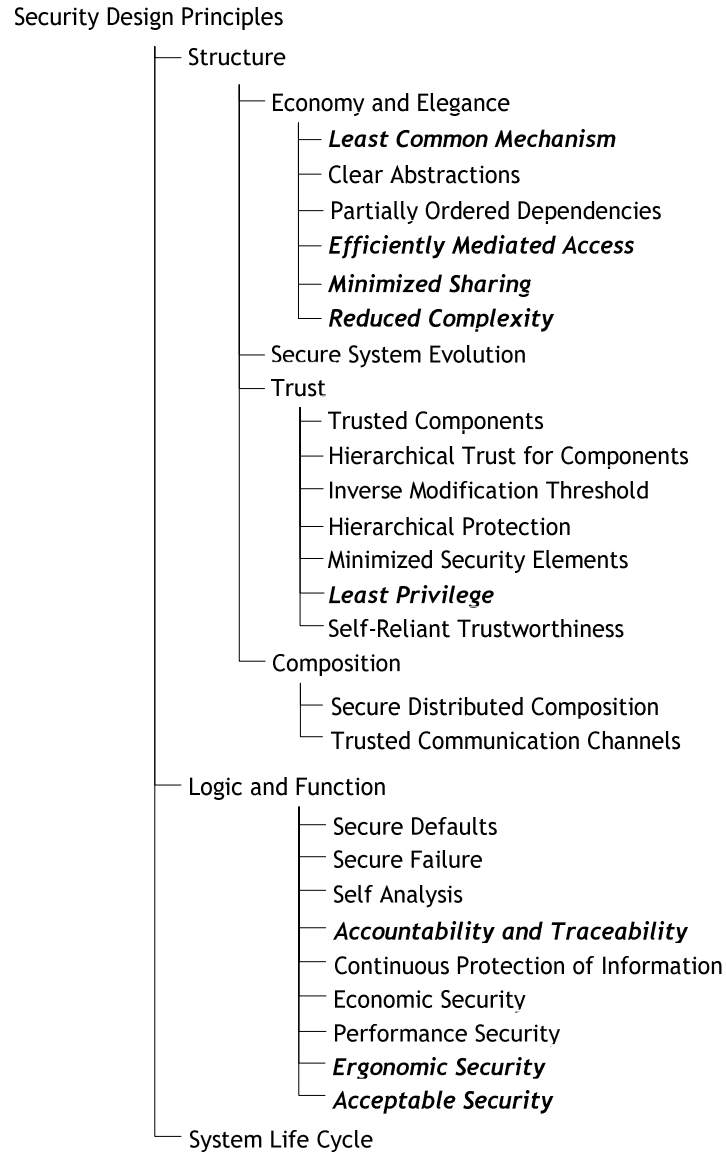 Security Design Principles
Structure
Economy and Elegance
Least Common Mechanism
Clear Abstractions
Partially Ordered Dependencies
Efficiently Mediated Access
Minimized Sharing
Reduced Complexity
Secure System Evolution
Trust
Trusted Components
Hierarchical Trust for Components
Inverse Modification Threshold
Hierarchical Protection
Minimized Security Elements
Least Privilege
Self-Reliant Trustworthiness
Composition
Secure Distributed Composition
Trusted Communication Channels
Logic and Function
Secure Defaults
Secure Failure
Self Analysis
Accountability and Traceability
Continuous Protection of Information
Economic Security
Performance Security
Ergonomic Security
Acceptable Security
System Life Cycle